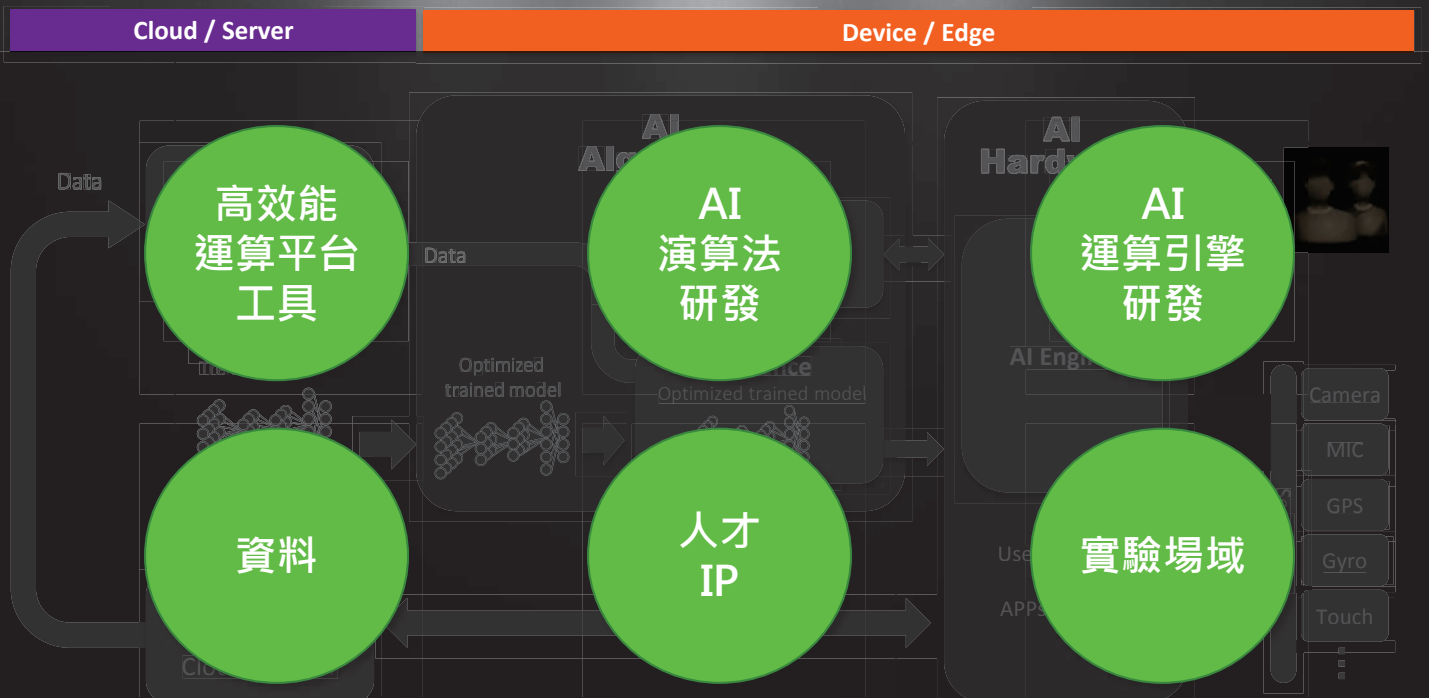 Cloud / Server
Device / Edge
AI
AI
Data
高效能
運算平台
工具
Data
AI
演算法
研發
AI
運算引擎
研發
Optimized
trained model
Optimized trained model
Camera
MIC
GPS
Gyro
Touch
資料
人才
IP
實驗場域